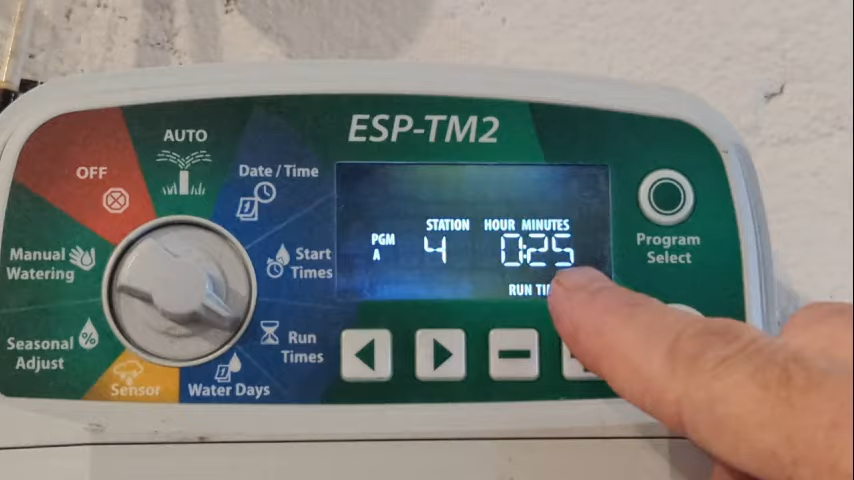 ESP-TM2
AUTO
OFF
Date / Time
STATION HOUR MINUTES
PGM
A
4 0:25
RUN
Program
Select
Manual
Watering
Start
Times
Seasonal
Adjust
%
Run
Times
Sensor
Water Days